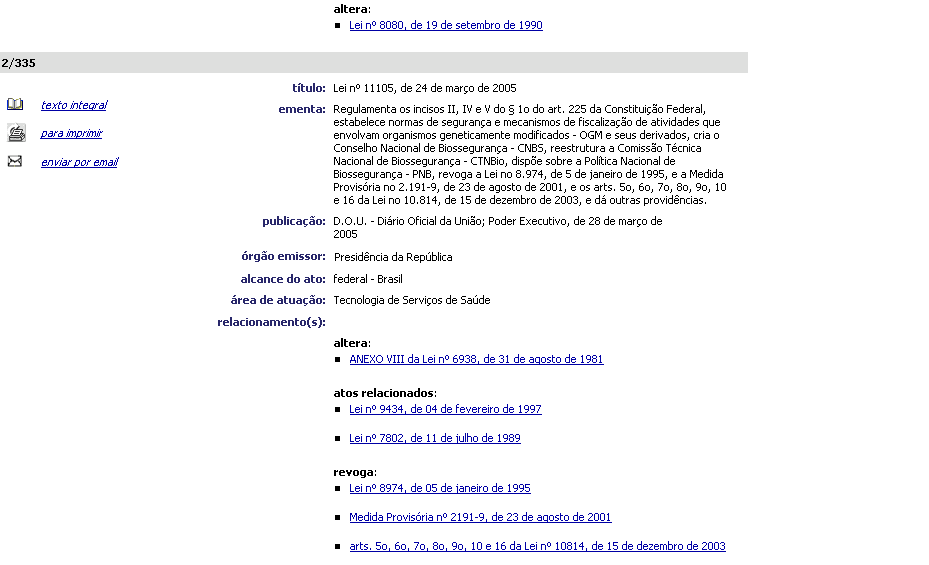 altera:
Lei nº 8080, de 19 de setembro de 1990
2/335
título: Lei nº 11105, de 24 de março de 2005
texto integral
para imprimir
enviar por email
ementa: Regulamenta os incisos II, IV e V do § 1o do art. 225 da Constituição Federal,
estabelece normas de segurança e mecanismos de fiscalização de atividades que
envolvam organismos geneticamente modificados - OGM e seus derivados, cria o
Conselho Nacional de Biossegurança - CNBS, reestrutura a Comissão Técnica
Nacional de Biossegurança - CTNBio, dispõe sobre a Política Nacional de
Biossegurança - PNB, revoga a Lei no 8.974, de 5 de janeiro de 1995, e a Medida
Provisória no 2.191-9, de 23 de agosto de 2001, e os arts. 5o, 6o, 7o, 8o, 9o, 10
e 16 da Lei no 10.814, de 15 de dezembro de 2003, e dá outras providências.
publicação: D.O.U. - Diário Oficial da União; Poder Executivo, de 28 de março de
2005
órgão emissor: Presidência da República
alcance do ato: federal - Brasil
área de atuação: Tecnologia de Serviços de Saúde
relacionamento(s):
altera:
ANEXO VIII da Lei nº 6938, de 31 de agosto de 1981
atos relacionados:
Lei nº 9434, de 04 de fevereiro de 1997
Lei nº 7802, de 11 de julho de 1989
revoga:
Lei nº 8974, de 05 de janeiro de 1995
Medida Provisória nº 2191-9, de 23 de agosto de 2001
arts. 5o, 6o, 7o, 8o, 9o, 10 e 16 da Lei nº 10814, de 15 de dezembro de 2003